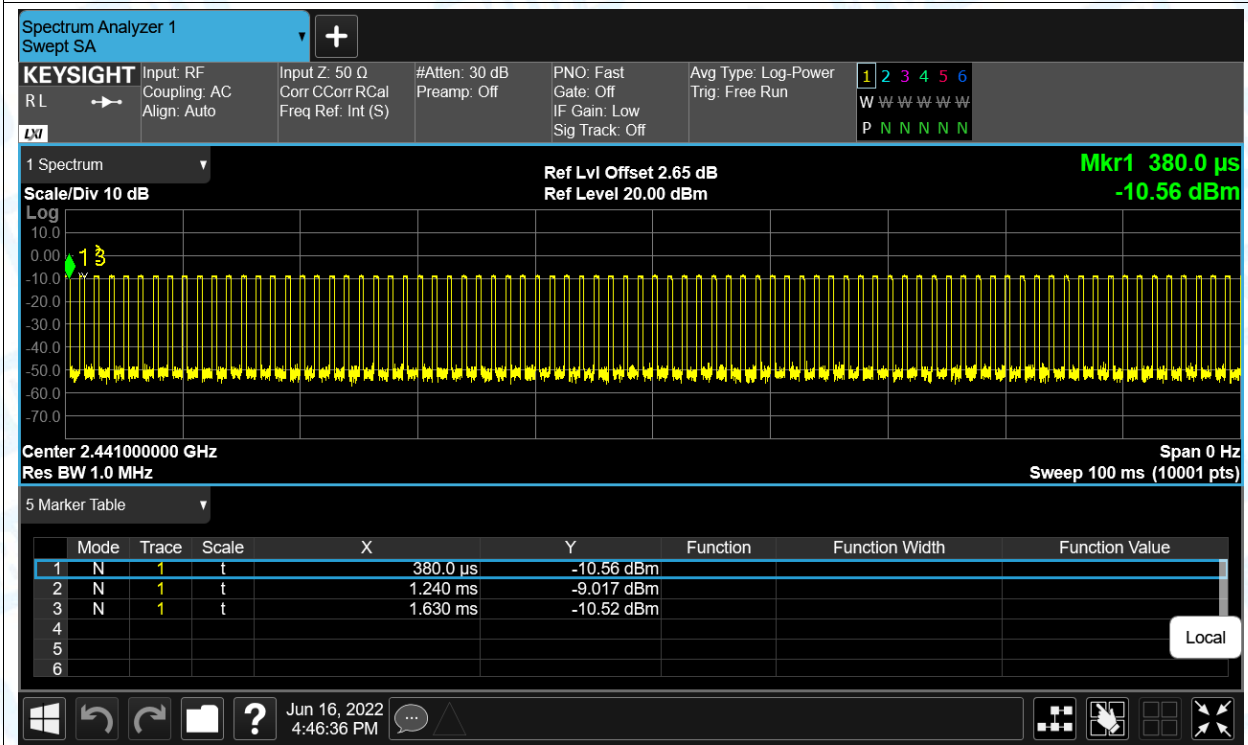 Spectrum Analyzer 1
Swept SA
+
KEYSIGHT
R L
LXI
Input: RF
Coupling: AC
Align: Auto
Input Z: 50 Ω
Corr CCorr RCal
Freq Ref: Int (S)
#Atten: 30 dB
Preamp: Off
PNO: Fast
Gate: Off
IF Gain: Low
Sig Track: Off
Avg Type: Log-Power
Trig: Free Run
1 2 3 4 5 6
W W W W W W
P N N N N N
1 Spectrum
Scale/Div 10 dB
Ref Lvl Offset 2.65 dB
Ref Level 20.00 dBm
Mkr1 380.0 µs
-10.56 dBm
Log
10.0
0.00
-10.0
-20.0
-30.0
-40.0
-50.0
-60.0
-70.0
1 3
Center 2.441000000 GHz
Res BW 1.0 MHz
Span 0 Hz
Sweep 100 ms (10001 pts)
5 Marker Table
Mode Trace Scale X Y Function Function Width Function Value
1 N 1 t 380.0 µs -10.56 dBm
2 N 1 t 1.240 ms -9.017 dBm
3 N 1 t 1.630 ms -10.52 dBm
4
5
6
Local
?
Jun 16, 2022
4:46:36 PM